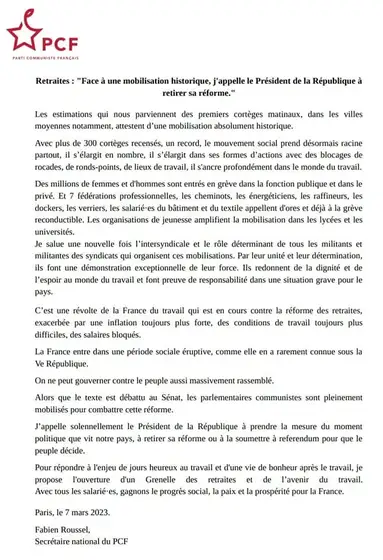 PCF
PARTI COMMUNISTE FRANÇAIS
Retraites : "Face à une mobilisation historique, j'appelle le Président de la République à
retirer sa réforme."
Les estimations qui nous parviennent des premiers cortèges matinaux, dans les villes
moyennes notamment, attestent d'une mobilisation absolument historique.
Avec plus de 300 cortèges recensés, un record, le mouvement social prend désormais racine
partout, il s'élargit en nombre, il s'élargit dans ses formes d'actions avec des blocages de
rocades, de ronds-points, de lieux de travail, il s'ancre profondément dans le monde du travail.
Des millions de femmes et d'hommes sont entrés en grève dans la fonction publique et dans le
privé. Et 7 fédérations professionnelles, les cheminots, les énergéticiens, les raffineurs, les
dockers, les verriers, les salarié-es du bâtiment et du textile appellent d'ores et déjà à la grève
reconductible. Les organisations de jeunesse amplifient la mobilisation dans les lycées et les
universités.
Je salue une nouvelle fois l'intersyndicale et le rôle déterminant de tous les militants et
militantes des syndicats qui organisent ces mobilisations. Par leur unité et leur détermination,
ils font une démonstration exceptionnelle de leur force. Ils redonnent de la dignité et de
l'espoir au monde du travail et font preuve de responsabilité dans une situation grave pour le
pays.
C'est une révolte de la France du travail qui est en cours contre la réforme des retraites,
exacerbée par une inflation toujours plus forte, des conditions de travail toujours plus
difficiles, des salaires bloqués.
La France entre dans une période sociale éruptive, comme elle en a rarement connue sous la
Ve République.
On ne peut gouverner contre le peuple aussi massivement rassemblé.
Alors que le texte est débattu au Sénat, les parlementaires communistes sont pleinement
mobilisés pour combattre cette réforme.
J'appelle solennellement le Président de la République à prendre la mesure du moment
politique que vit notre pays, à retirer sa réforme ou à la soumettre à referendum pour que le
peuple décide.
Pour répondre à l'enjeu de jours heureux au travail et d'une vie de bonheur après le travail, je
propose l'ouverture d'un Grenelle des retraites et de l'avenir du travail.
Avec tous les salarié-es, gagnons le progrès social, la paix et la prospérité pour la France.
Paris, le 7 mars 2023.
Fabien Roussel,
Secrétaire national du PCF